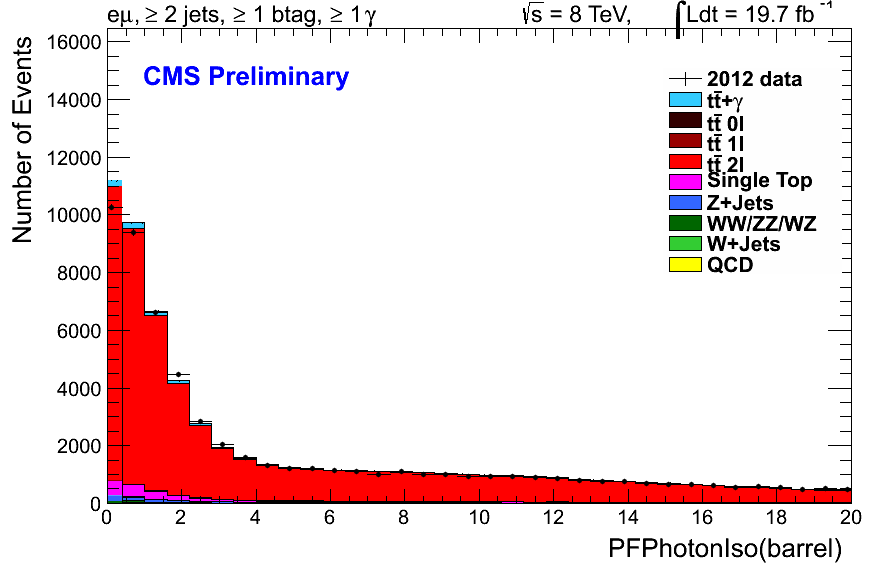 eμ, ≥ 2 jets, ≥ 1 btag, ≥ 1 γ
√s = 8 TeV, ∫Ldt = 19.7 fb⁻¹
Number of Events
16000
14000
12000
10000
8000
6000
4000
2000
0
CMS Preliminary
2012 data
tt̄+γ
tt̄ 0l
tt̄ 1l
tt̄ 2l
Single Top
Z+Jets
WW/ZZ/WZ
W+Jets
QCD
0 2 4 6 8 10 12 14 16 18 20
PFPhotonIso(barrel)